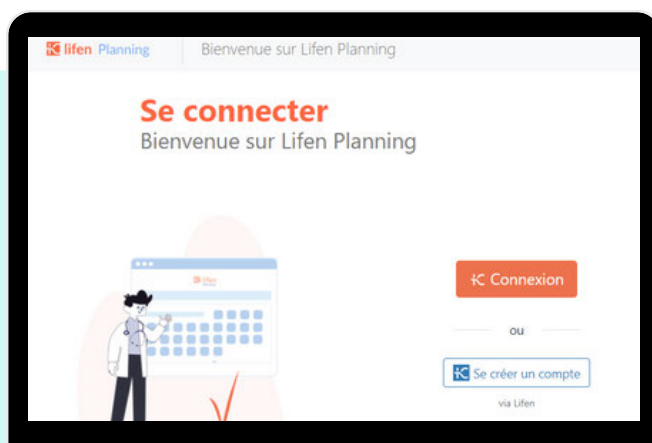 lifen Planning
Bienvenue sur Lifen Planning
Se connecter
Bienvenue sur Lifen Planning
lifen
Connexion
ou
Se créer un compte
via Lifen